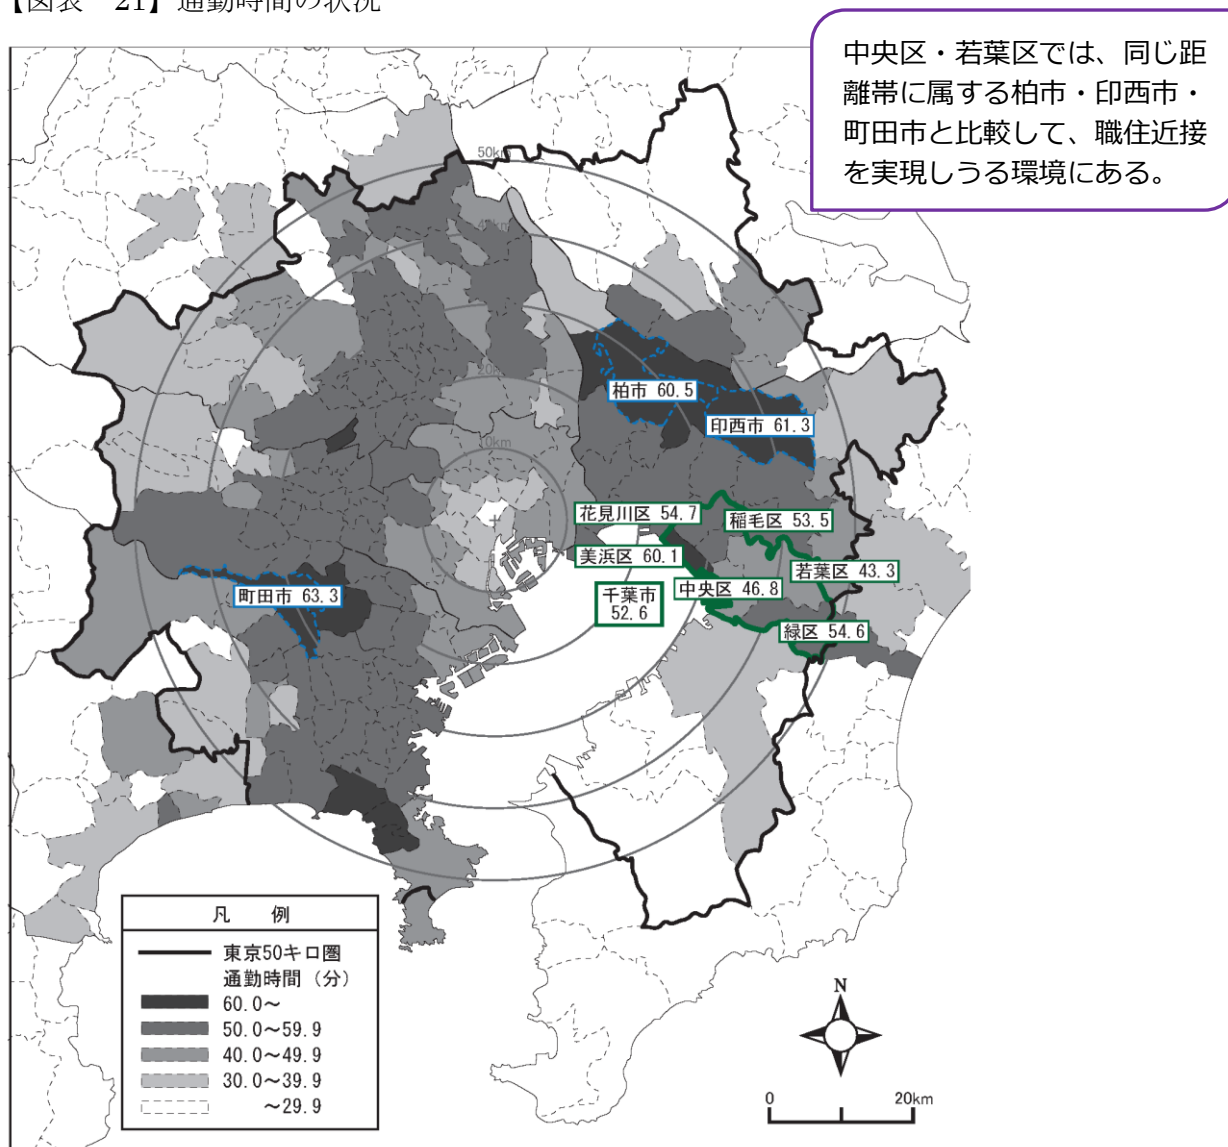 【図表 21】通勤時間の状況
中央区・若葉区では、同じ距
離帯に属する柏市・印西市・
町田市と比較して、職住近接
を実現しうる環境にある。
50km
柏市 60.5
印西市 61.3
10km
花見川区 54.7
稲毛区 53.5
美浜区 60.1
若葉区 43.3
中央区 46.8
千葉市
52.6
町田市 63.3
緑区 54.6
凡 例
東京50キロ圏
通勤時間（分）
60.0～
50.0～59.9
40.0～49.9
30.0～39.9
～29.9
N
0 20km